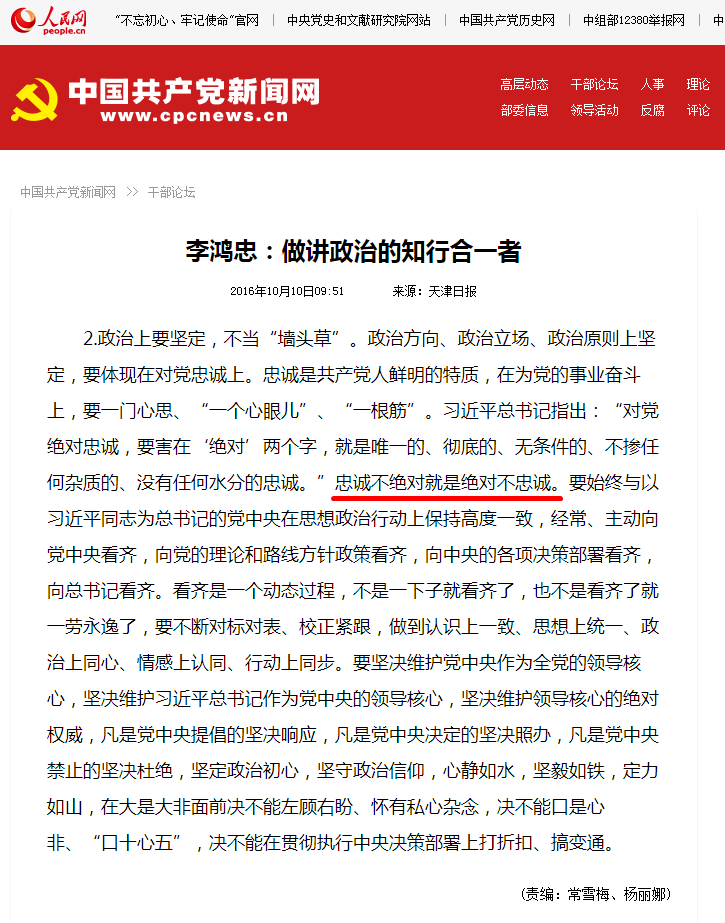 人民网 people.cn “不忘初心、牢记使命”官网 | 中央党史和文献研究院网站 | 中国共产党历史网 | 中组部12380举报网 | 中
中国共产党新闻网
www.cpcnews.cn
高层动态 干部论坛 人事 理论
部委信息 领导活动 反腐 评论
中国共产党新闻网 >> 干部论坛
李鸿忠：做讲政治的知行合一者
2016年10月10日09:51 来源：天津日报
2.政治上要坚定，不当“墙头草”。政治方向、政治立场、政治原则上坚
定，要体现在对党忠诚上。忠诚是共产党人鲜明的特质，在为党的事业奋斗
上，要一门心思、“一个心眼儿”、“一根筋”。习近平总书记指出：“对党
绝对忠诚，要害在‘绝对’两个字，就是唯一的、彻底的、无条件的、不掺任
何杂质的、没有任何水分的忠诚。”忠诚不绝对就是绝对不忠诚。要始终与以
习近平同志为总书记的党中央在思想政治行动上保持高度一致，经常、主动向
党中央看齐，向党的理论和路线方针政策看齐，向中央的各项决策部署看齐，
向总书记看齐。看齐是一个动态过程，不是一下子就看齐了，也不是看齐了就
一劳永逸了，要不断对标对表、校正紧跟，做到认识上一致、思想上统一、政
治上同心、情感上认同、行动上同步。要坚决维护党中央作为全党的领导核
心，坚决维护习近平总书记作为党中央的领导核心，坚决维护领导核心的绝对
权威，凡是党中央提倡的坚决响应，凡是党中央决定的坚决照办，凡是党中央
禁止的坚决杜绝，坚定政治初心，坚守政治信仰，心静如水，坚毅如铁，定力
如山，在大是大非面前决不能左顾右盼、怀有私心杂念，决不能口是心
非、“口十心五”，决不能在贯彻执行中央决策部署上打折扣、搞变通。
(责编：常雪梅、杨丽娜)